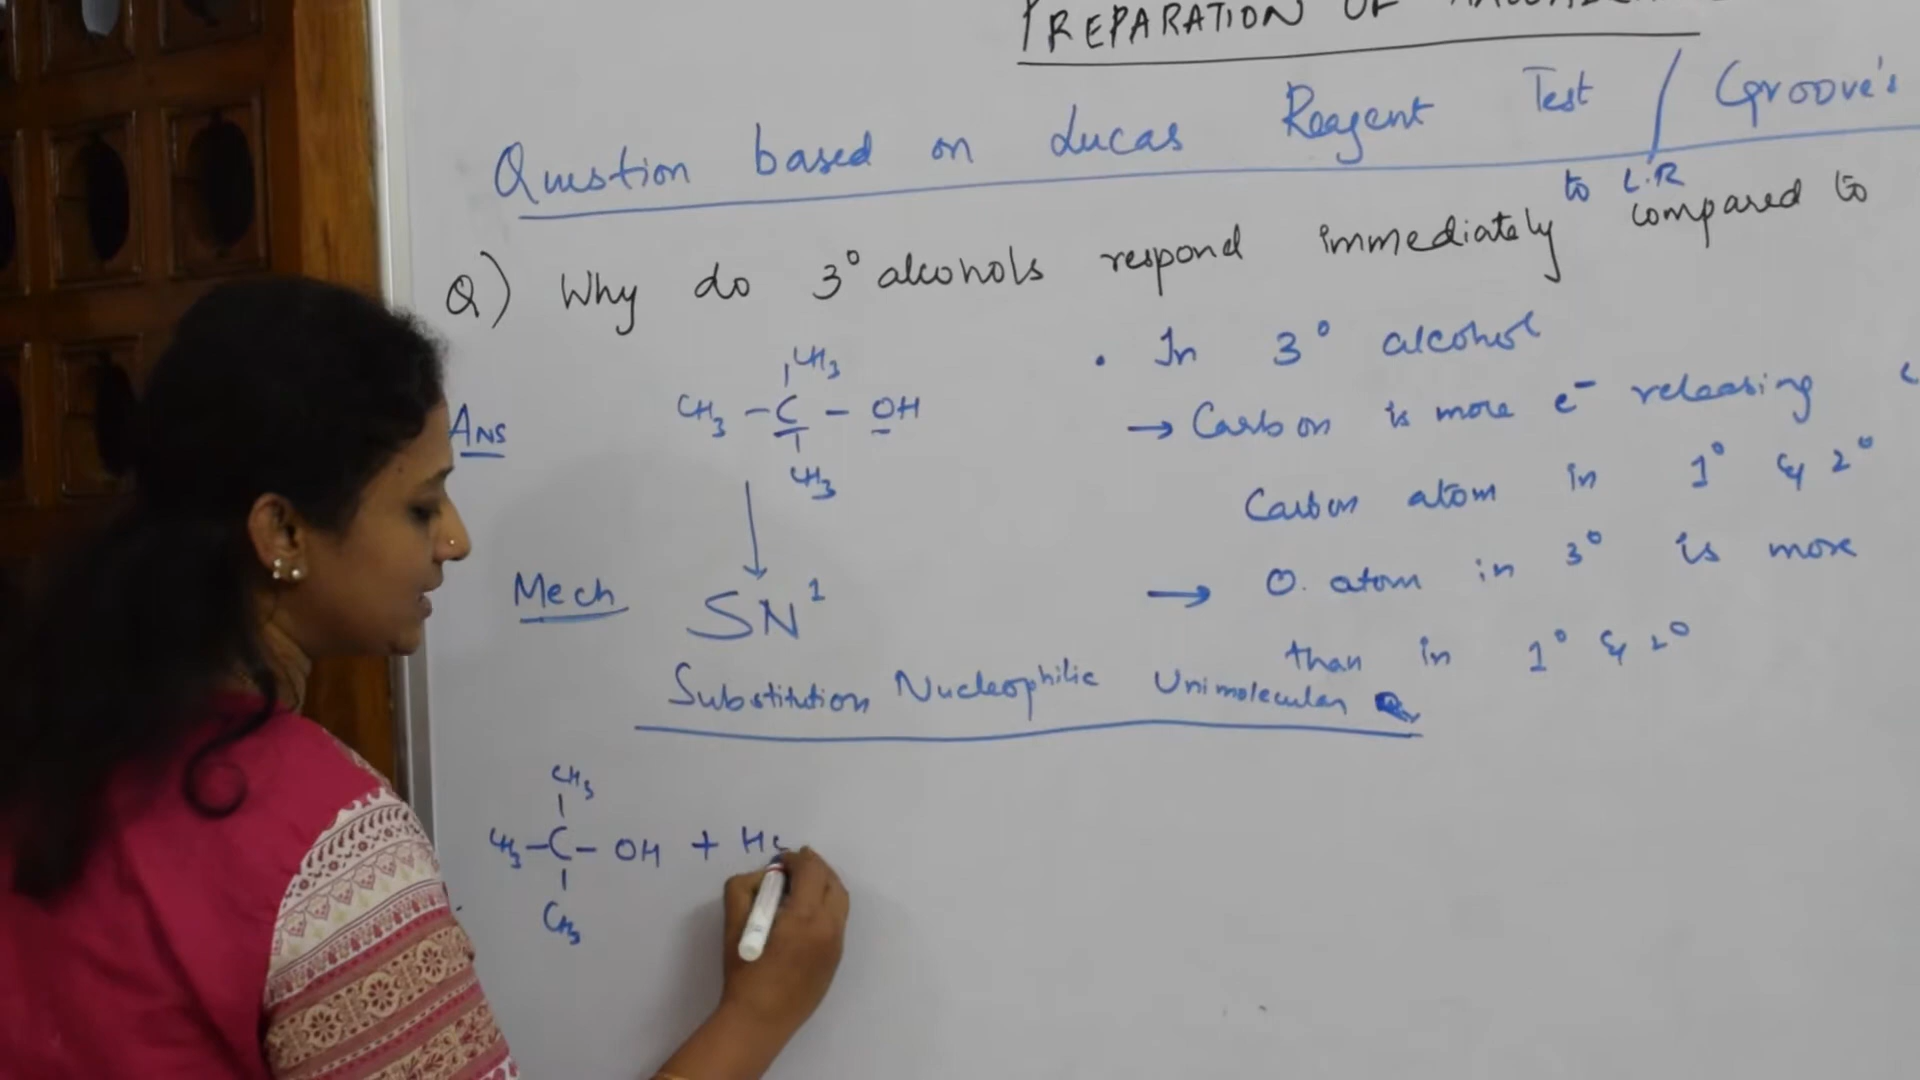 PREPARATION OF
Question based on Lucas Reagent Test / Groove's
to L.R
Q) Why do 3° alcohols respond immediately compared to
Ans
CH3
CH3 - C - OH
CH3
• In 3° alcohol
→ Carbon is more e- releasing
Carbon atom in 1° & 2°
→ O. atom in 3° is more
than in 1° & 2°
Mech
SN1
Substitution Nucleophilic Unimolecular
CH3
CH3 - C - OH + H
CH3